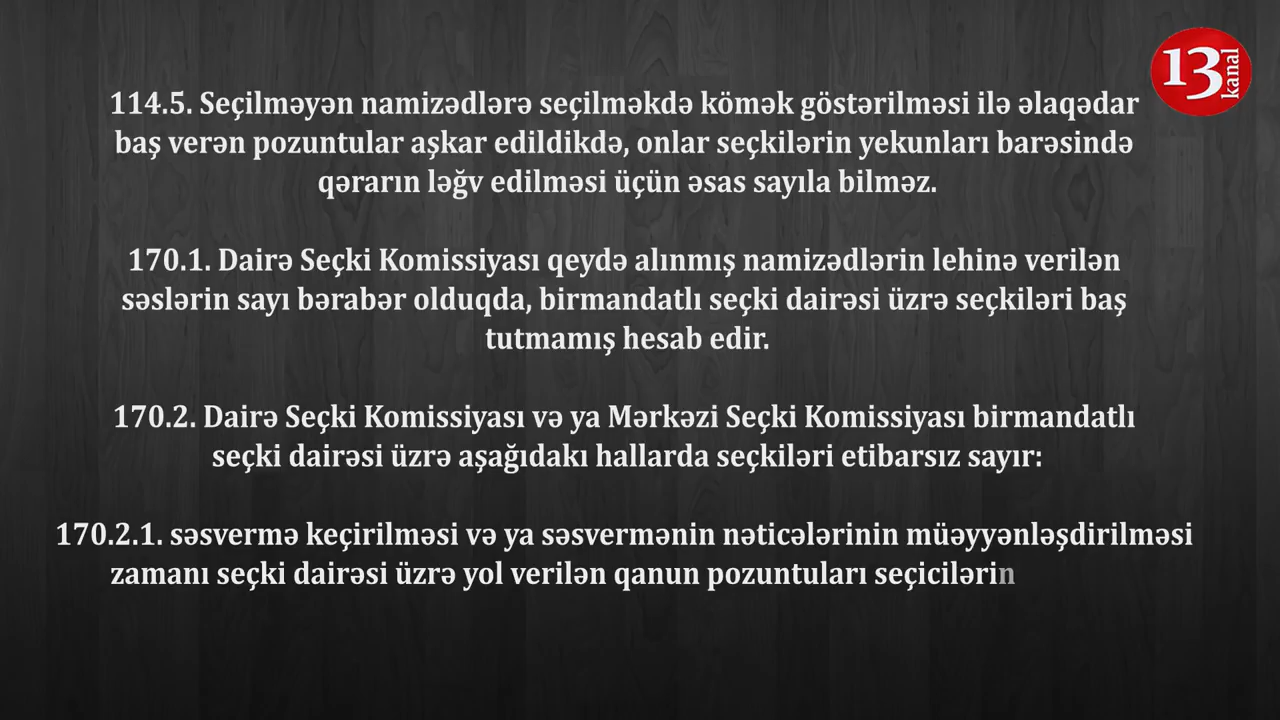 13
kanal
114.5. Seçilməyən namizədlərə seçilməkdə kömək göstərilməsi ilə əlaqədar
baş verən pozuntular aşkar edildikdə, onlar seçkilərin yekunları barəsində
qərarın ləğv edilməsi üçün əsas sayıla bilməz.
170.1. Dairə Seçki Komissiyası qeydə alınmış namizədlərin lehinə verilən
səslərin sayı bərabər olduqda, birmandatlı seçki dairəsi üzrə seçkiləri baş
tutmamış hesab edir.
170.2. Dairə Seçki Komissiyası və ya Mərkəzi Seçki Komissiyası birmandatlı
seçki dairəsi üzrə aşağıdakı hallarda seçkiləri etibarsız sayır:
170.2.1. səsvermə keçirilməsi və ya səsvermənin nəticələrinin müəyyənləşdirilməsi
zamanı seçki dairəsi üzrə yol verilən qanun pozuntuları seçicilərin